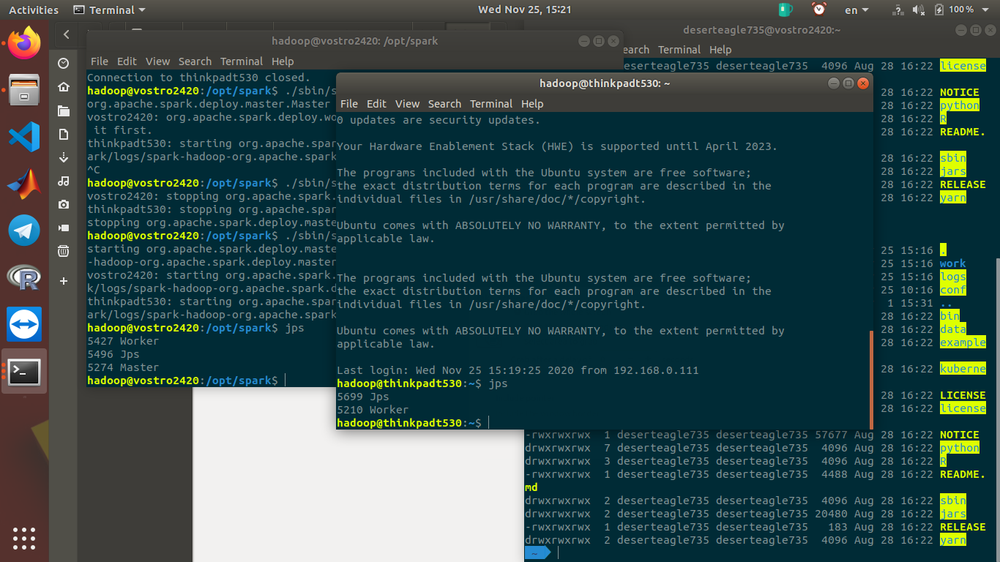 Activities
Terminal
Wed Nov 25, 15:21
en
100%
hadoop@vostro2420: /opt/spark
File Edit View Search Terminal Help
Connection to thinkpadt530 closed.
hadoop@vostro2420:/opt/spark$ ./sbin/s
org.apache.spark.deploy.master.Master
vostro2420: org.apache.spark.deploy.wo
it first.
thinkpadt530: starting org.apache.spar
ark/logs/spark-hadoop-org.apache.spark
^C
hadoop@vostro2420:/opt/spark$ ./sbin/s
vostro2420: stopping org.apache.spark.
thinkpadt530: stopping org.apache.spar
stopping org.apache.spark.deploy.maste
hadoop@vostro2420:/opt/spark$ ./sbin/s
starting org.apache.spark.deploy.maste
-hadoop-org.apache.spark.deploy.master
vostro2420: starting org.apache.spark.
k/logs/spark-hadoop-org.apache.spark.d
thinkpadt530: starting org.apache.spar
ark/logs/spark-hadoop-org.apache.spark
hadoop@vostro2420:/opt/spark$ jps
5427 Worker
5496 Jps
5274 Master
hadoop@vostro2420:/opt/spark$
hadoop@thinkpadt530: ~
File Edit View Search Terminal Help
0 updates are security updates.
Your Hardware Enablement Stack (HWE) is supported until April 2023.
The programs included with the Ubuntu system are free software;
the exact distribution terms for each program are described in the
individual files in /usr/share/doc/*/copyright.
Ubuntu comes with ABSOLUTELY NO WARRANTY, to the extent permitted by
applicable law.
The programs included with the Ubuntu system are free software;
the exact distribution terms for each program are described in the
individual files in /usr/share/doc/*/copyright.
Ubuntu comes with ABSOLUTELY NO WARRANTY, to the extent permitted by
applicable law.
Last login: Wed Nov 25 15:19:25 2020 from 192.168.0.111
hadoop@thinkpadt530:~$ jps
5699 Jps
5210 Worker
hadoop@thinkpadt530:~$
deserteagle735@vostro2420:~
earch Terminal Help
deserteagle735 deserteagle735 4096 Aug 28 16:22 license
28 16:22 NOTICE
28 16:22 python
28 16:22 R
28 16:22 README.
28 16:22 sbin
28 16:22 jars
28 16:22 RELEASE
28 16:22 yarn
25 15:16 .
25 15:16 work
25 15:16 logs
25 10:16 conf
1 15:31 ..
28 16:22 bin
28 16:22 data
28 16:22 example
28 16:22 kuberne
28 16:22 LICENSE
28 16:22 license
-rwxrwxrwx 1 deserteagle735 deserteagle735 57677 Aug 28 16:22 NOTICE
drwxrwxrwx 7 deserteagle735 deserteagle735 4096 Aug 28 16:22 python
drwxrwxrwx 3 deserteagle735 deserteagle735 4096 Aug 28 16:22 R
-rwxrwxrwx 1 deserteagle735 deserteagle735 4488 Aug 28 16:22 README.
md
drwxrwxrwx 2 deserteagle735 deserteagle735 4096 Aug 28 16:22 sbin
drwxrwxrwx 2 deserteagle735 deserteagle735 20480 Aug 28 16:22 jars
-rwxrwxrwx 1 deserteagle735 deserteagle735 183 Aug 28 16:22 RELEASE
drwxrwxrwx 2 deserteagle735 deserteagle735 4096 Aug 28 16:22 yarn
~